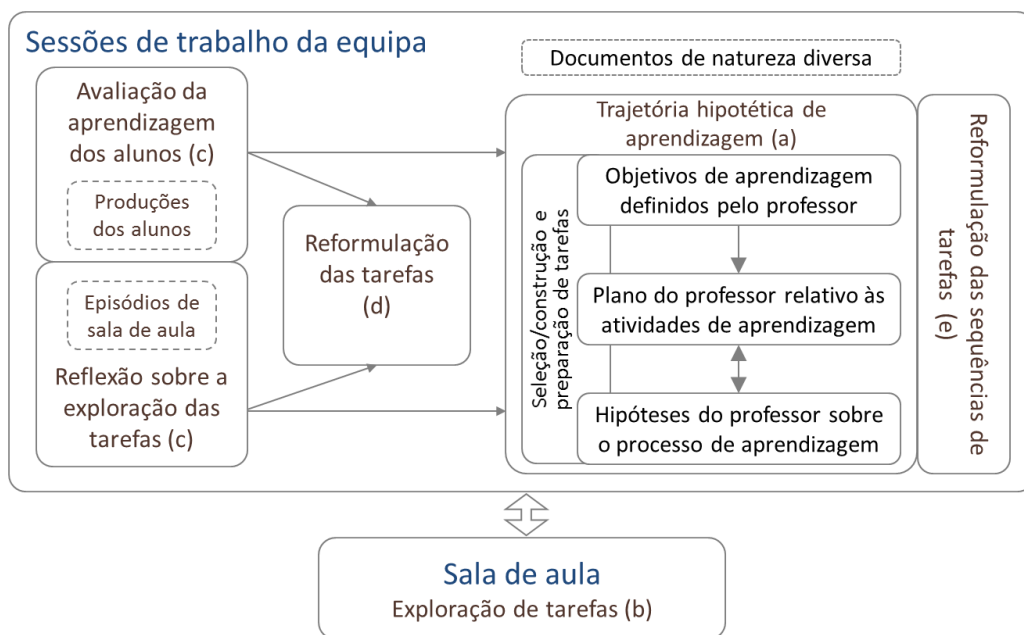 Sessões de trabalho da equipa
Avaliação da
aprendizagem
dos alunos (c)
Produções
dos alunos
Episódios de
sala de aula
Reflexão sobre a
exploração das
tarefas (c)
Reformulação
das tarefas
(d)
Documentos de natureza diversa
Trajetória hipotética de
aprendizagem (a)
Seleção/construção e
preparação de tarefas
Objetivos de aprendizagem
definidos pelo professor
Plano do professor relativo às
atividades de aprendizagem
Hipóteses do professor sobre
o processo de aprendizagem
Reformulação das sequências de
tarefas (e)
Sala de aula
Exploração de tarefas (b)